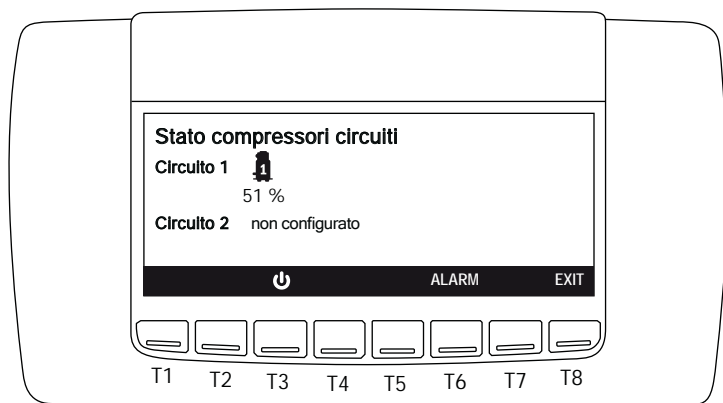 Stato compressori circuiti
Circuito 1 1
51 %
Circuito 2 non configurato
ALARM EXIT
T1 T2 T3 T4 T5 T6 T7 T8